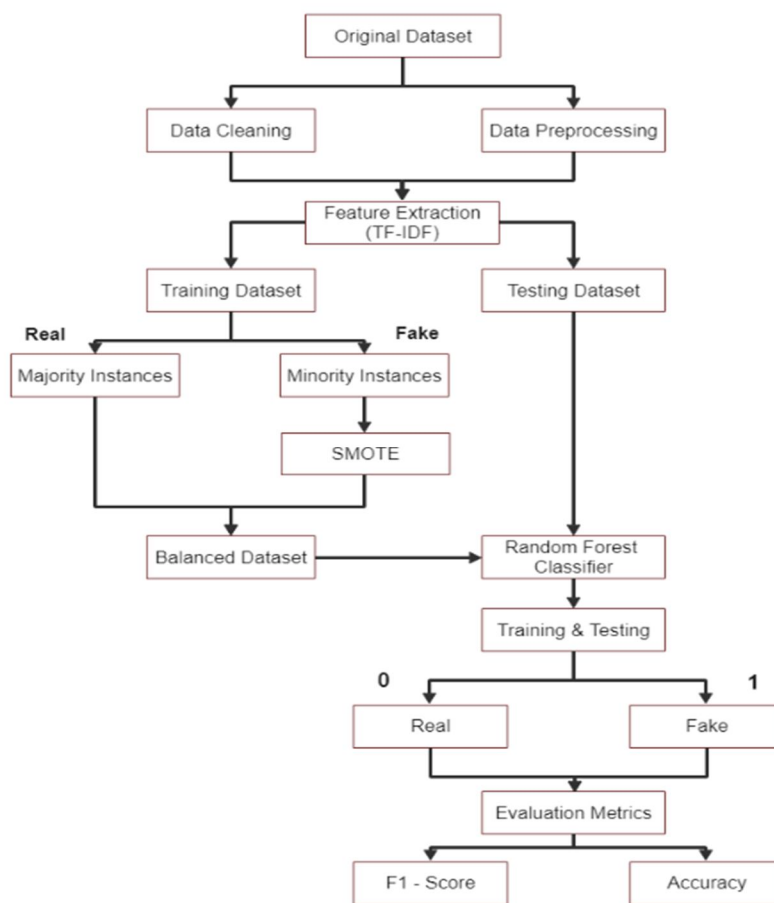 Original Dataset
Data Cleaning
Data Preprocessing
Feature Extraction
(TF-IDF)
Training Dataset
Testing Dataset
Real
Fake
Majority Instances
Minority Instances
SMOTE
Balanced Dataset
Random Forest
Classifier
Training & Testing
0
1
Real
Fake
Evaluation Metrics
F1 - Score
Accuracy